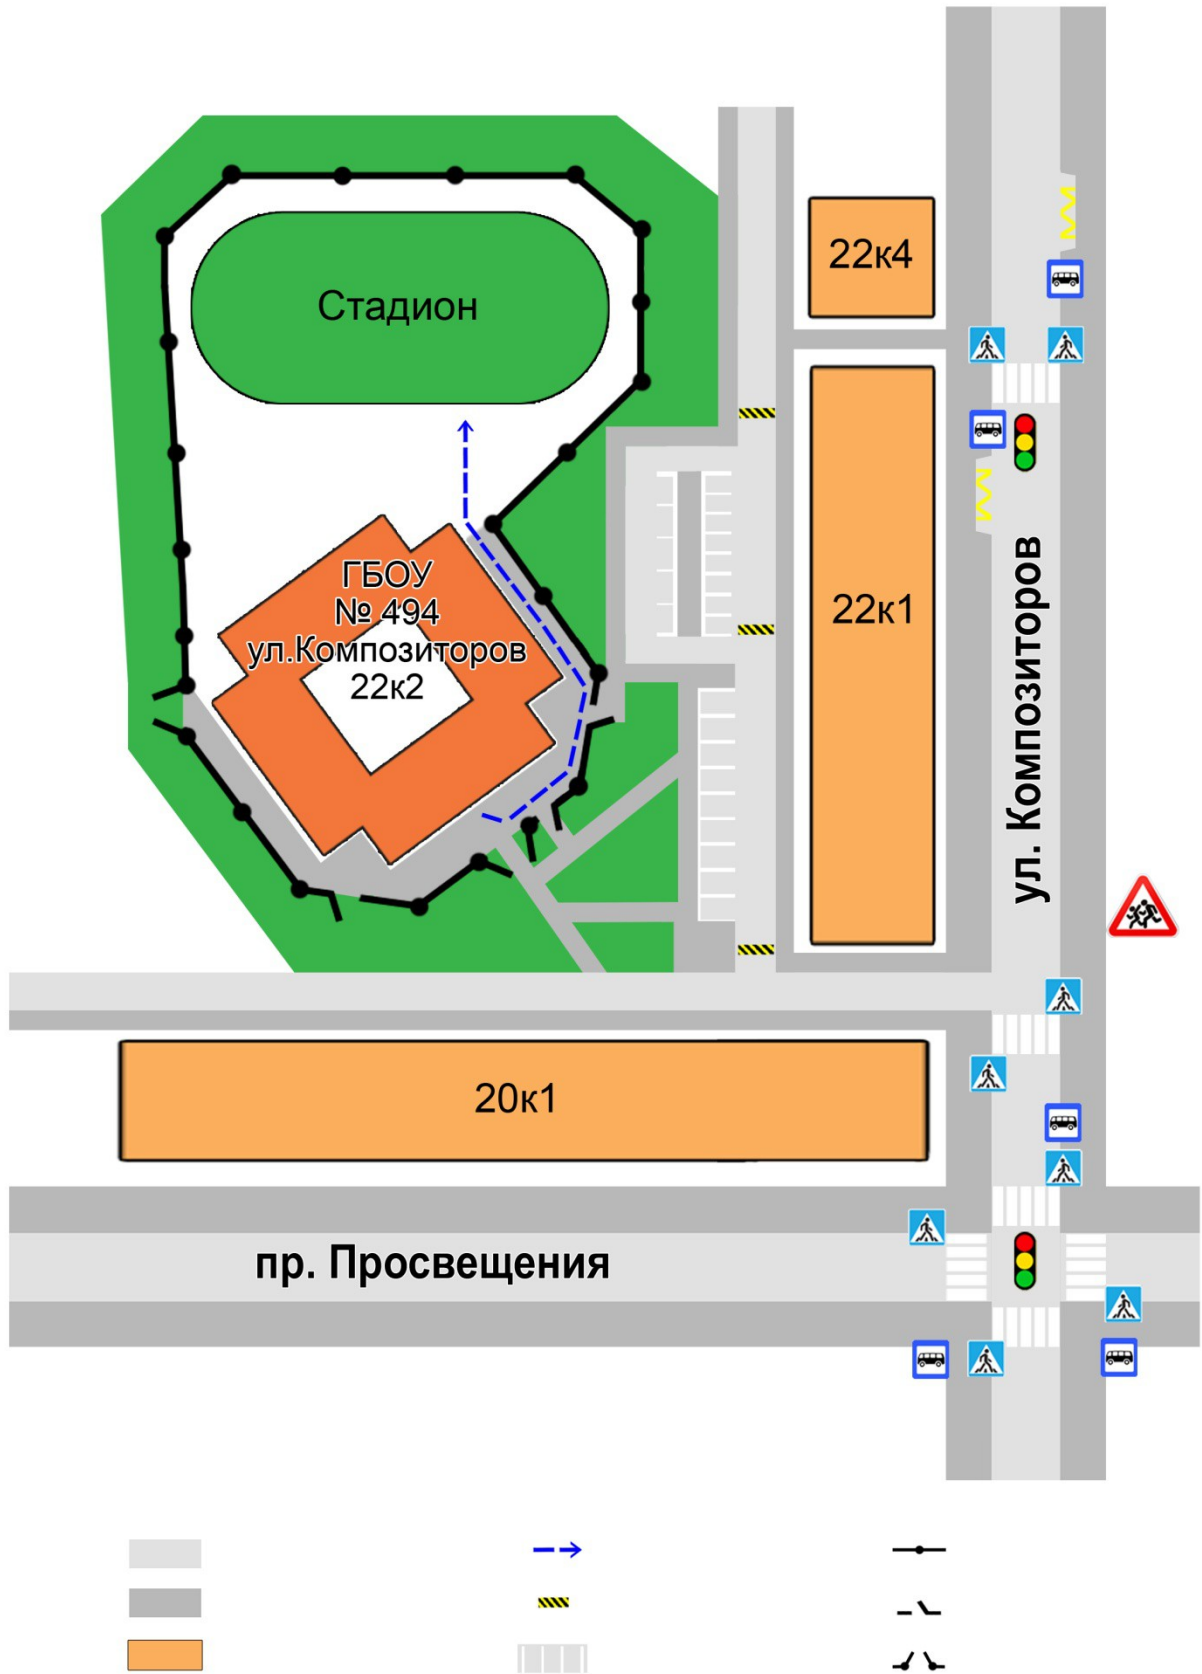 22к4
Стадион
ГБОУ
№ 494
ул.Композиторов
22к2
22к1
ул. Композиторов
20к1
пр. Просвещения